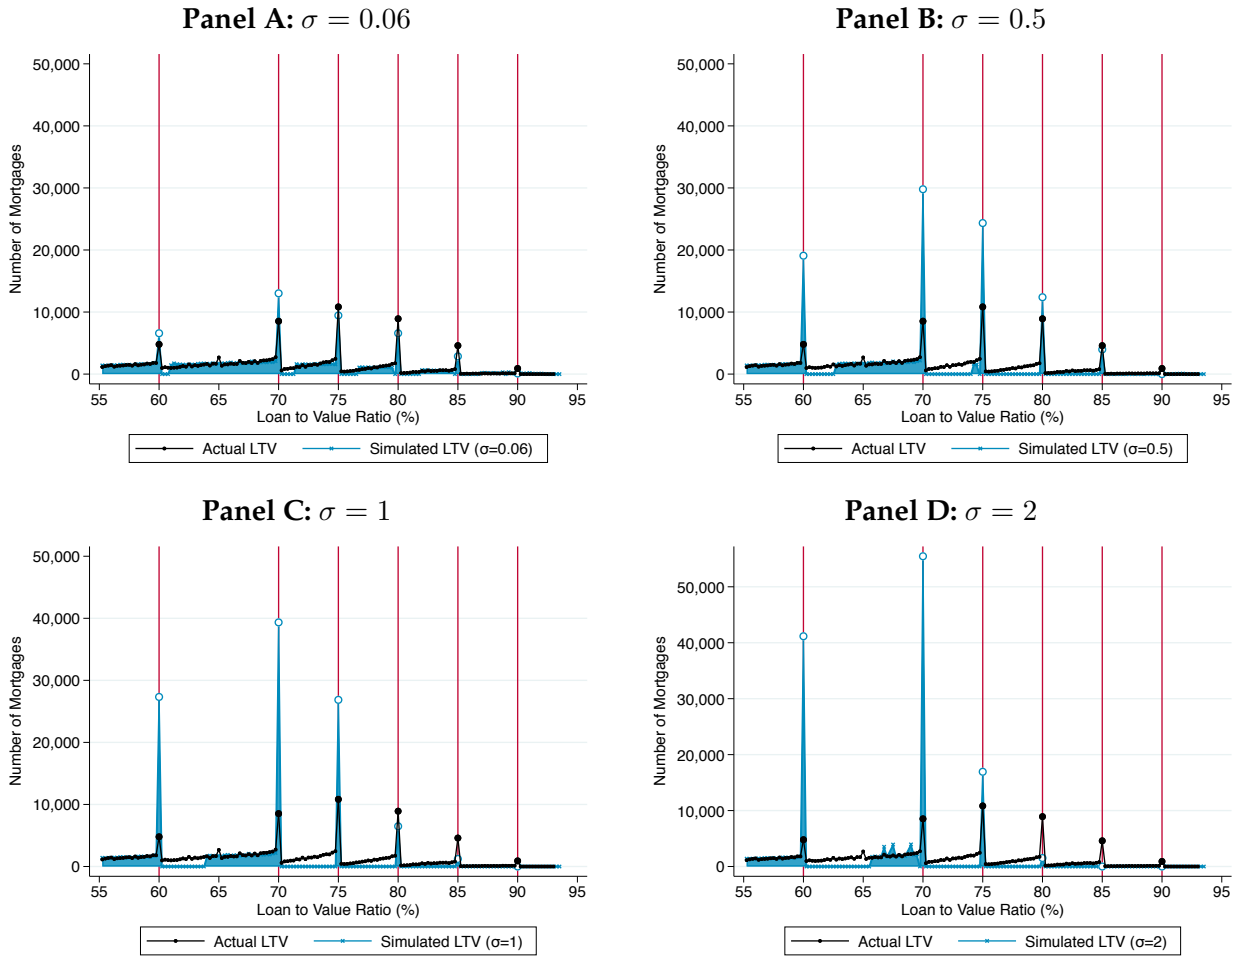 Panel A: σ = 0.06
Number of Mortgages
50,000
40,000
30,000
20,000
10,000
0
55 60 65 70 75 80 85 90 95
Loan to Value Ratio (%)
Actual LTV Simulated LTV (σ=0.06)
Panel B: σ = 0.5
Number of Mortgages
50,000
40,000
30,000
20,000
10,000
0
55 60 65 70 75 80 85 90 95
Loan to Value Ratio (%)
Actual LTV Simulated LTV (σ=0.5)
Panel C: σ = 1
Number of Mortgages
50,000
40,000
30,000
20,000
10,000
0
55 60 65 70 75 80 85 90 95
Loan to Value Ratio (%)
Actual LTV Simulated LTV (σ=1)
Panel D: σ = 2
Number of Mortgages
50,000
40,000
30,000
20,000
10,000
0
55 60 65 70 75 80 85 90 95
Loan to Value Ratio (%)
Actual LTV Simulated LTV (σ=2)